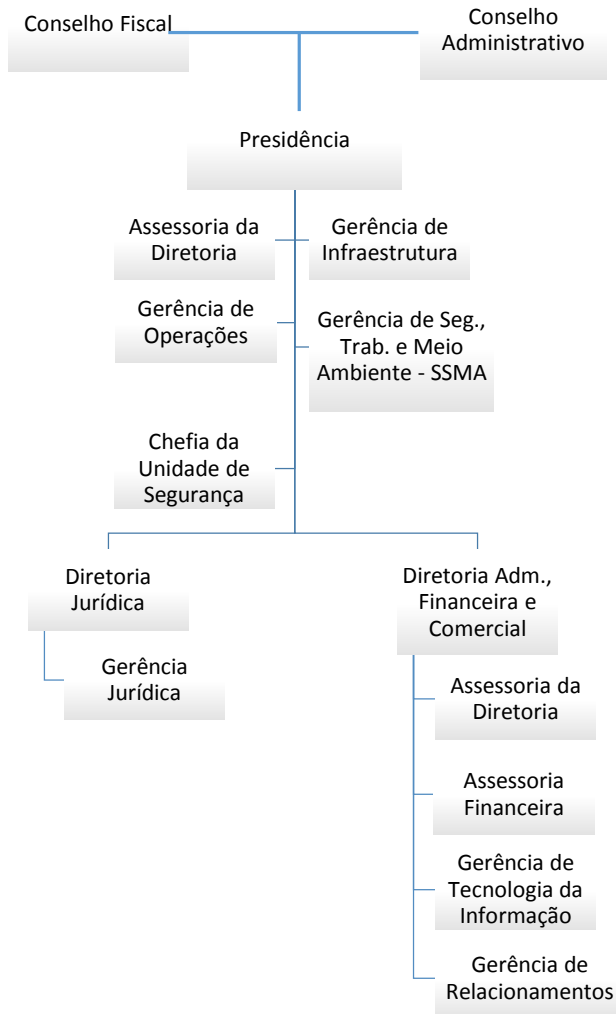 Conselho Fiscal
Conselho
Administrativo
Presidência
Assessoria da
Diretoria
Gerência de
Infraestrutura
Gerência de
Operações
Gerência de Seg.,
Trab. e Meio
Ambiente - SSMA
Chefia da
Unidade de
Segurança
Diretoria
Jurídica
Gerência
Jurídica
Diretoria Adm.,
Financeira e
Comercial
Assessoria da
Diretoria
Assessoria
Financeira
Gerência de
Tecnologia da
Informação
Gerência de
Relacionamentos